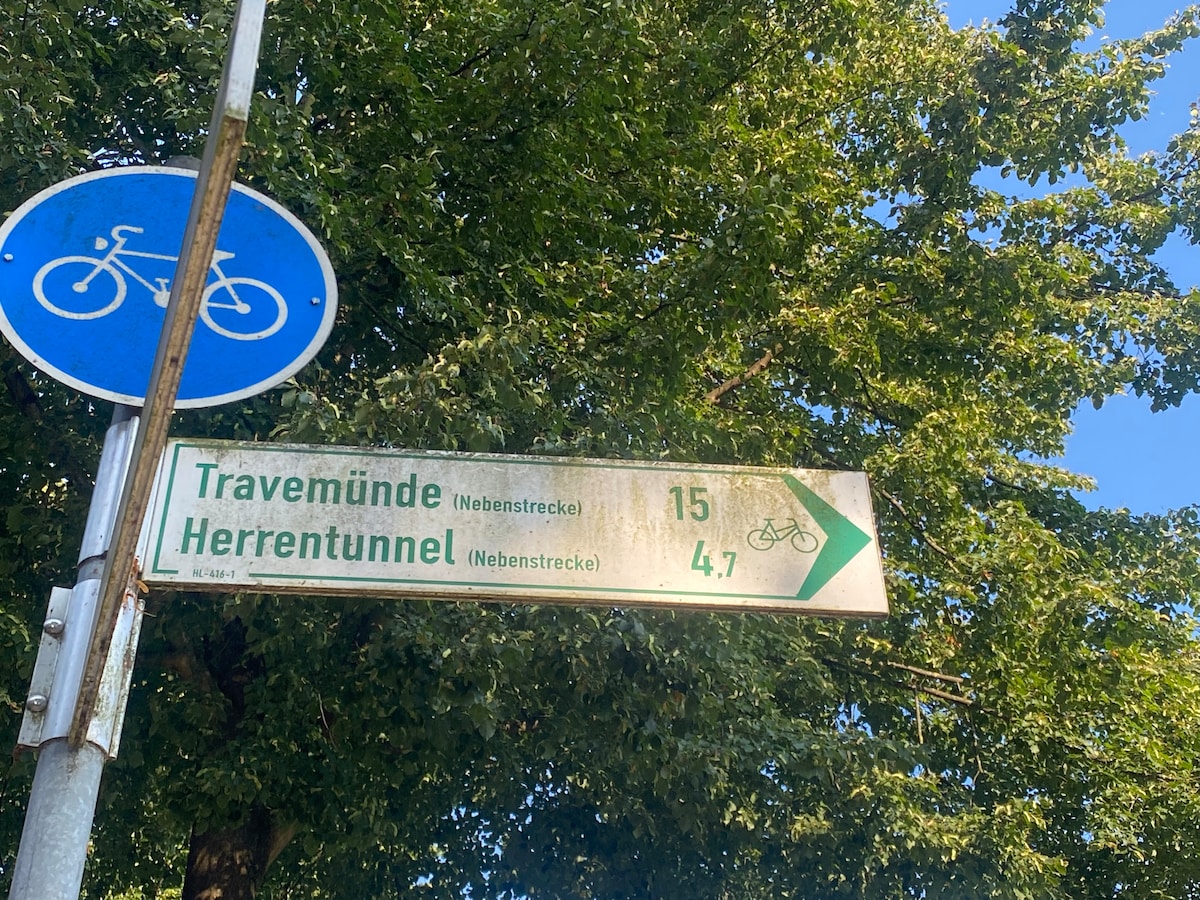 Travemünde (Nebenstrecke) 15
Herrentunnel (Nebenstrecke) 4,7
HL-416-1